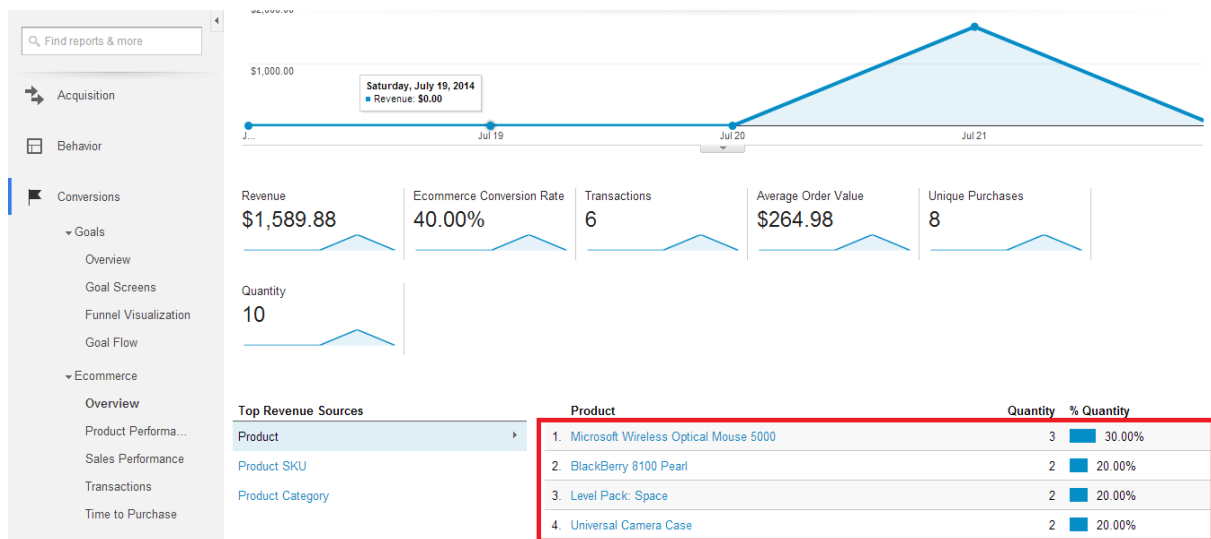 $2,000.00
Find reports & more
$1,000.00
Acquisition
Saturday, July 19, 2014
Revenue: $0.00
J...
Jul 19
Jul 20
Jul 21
Behavior
Conversions
Revenue
Ecommerce Conversion Rate
Transactions
Average Order Value
Unique Purchases
$1,589.88
40.00%
6
$264.98
8
Goals
Overview
Goal Screens
Funnel Visualization
Goal Flow
Quantity
10
Ecommerce
Overview
Product Performa...
Sales Performance
Transactions
Time to Purchase
Top Revenue Sources
Product
Product SKU
Product Category
Product Quantity % Quantity
1. Microsoft Wireless Optical Mouse 5000 3 30.00%
2. BlackBerry 8100 Pearl 2 20.00%
3. Level Pack: Space 2 20.00%
4. Universal Camera Case 2 20.00%